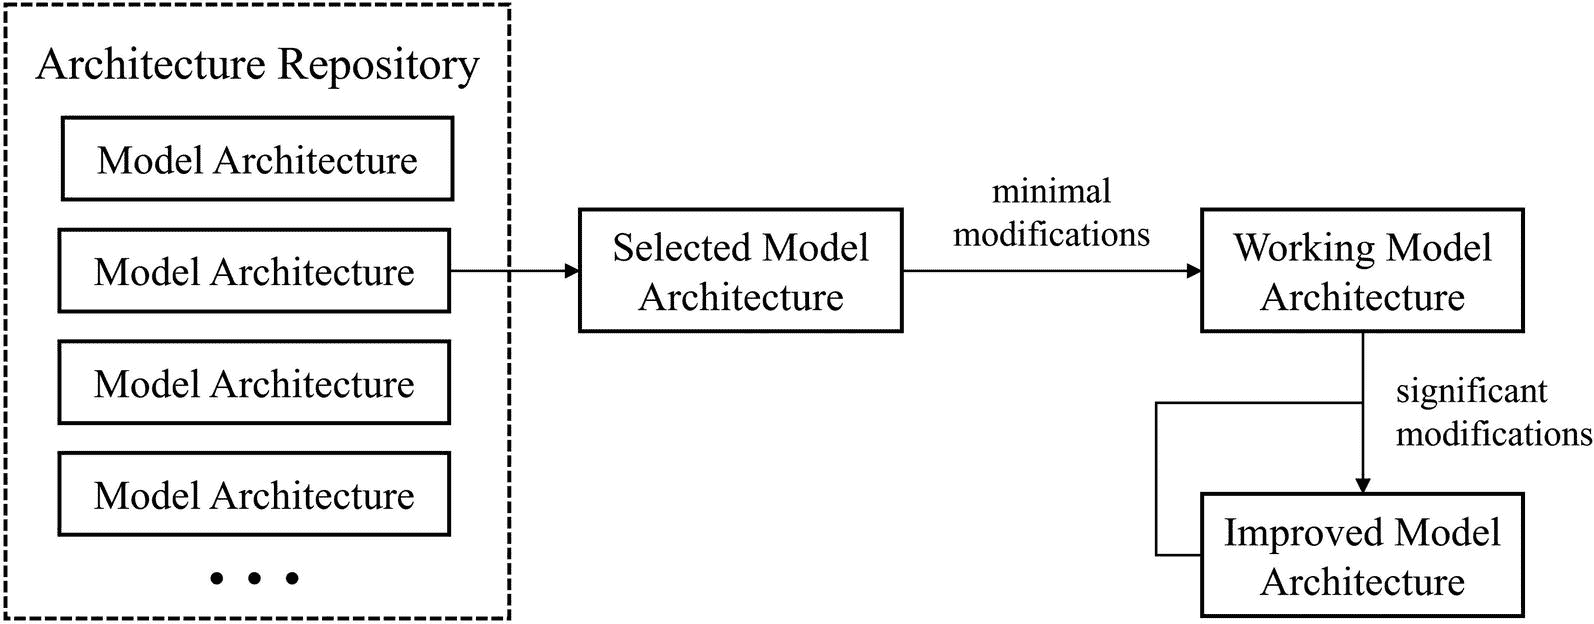 Architecture Repository
Model Architecture
Model Architecture
Model Architecture
Model Architecture
• • •
Selected Model
Architecture
minimal
modifications
Working Model
Architecture
significant
modifications
Improved Model
Architecture